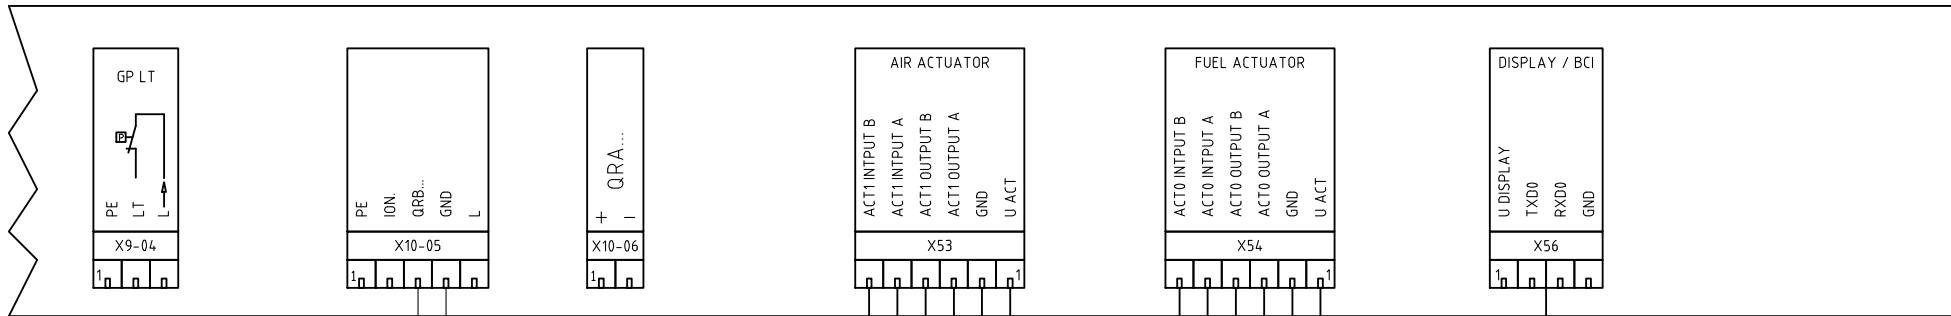 GP LT
P
PE
LT
L
X9-04
1
PE
ION.
QRB...
GND
L
X10-05
1
QRA...
+
–
X10-06
1
AIR ACTUATOR
ACT1 INTPUT B
ACT1 INTPUT A
ACT1 OUTPUT B
ACT1 OUTPUT A
GND
U ACT
X53
1
FUEL ACTUATOR
ACT0 INTPUT B
ACT0 INTPUT A
ACT0 OUTPUT B
ACT0 OUTPUT A
GND
U ACT
X54
1
DISPLAY / BCI
U DISPLAY
TXD0
RXD0
GND
X56
1